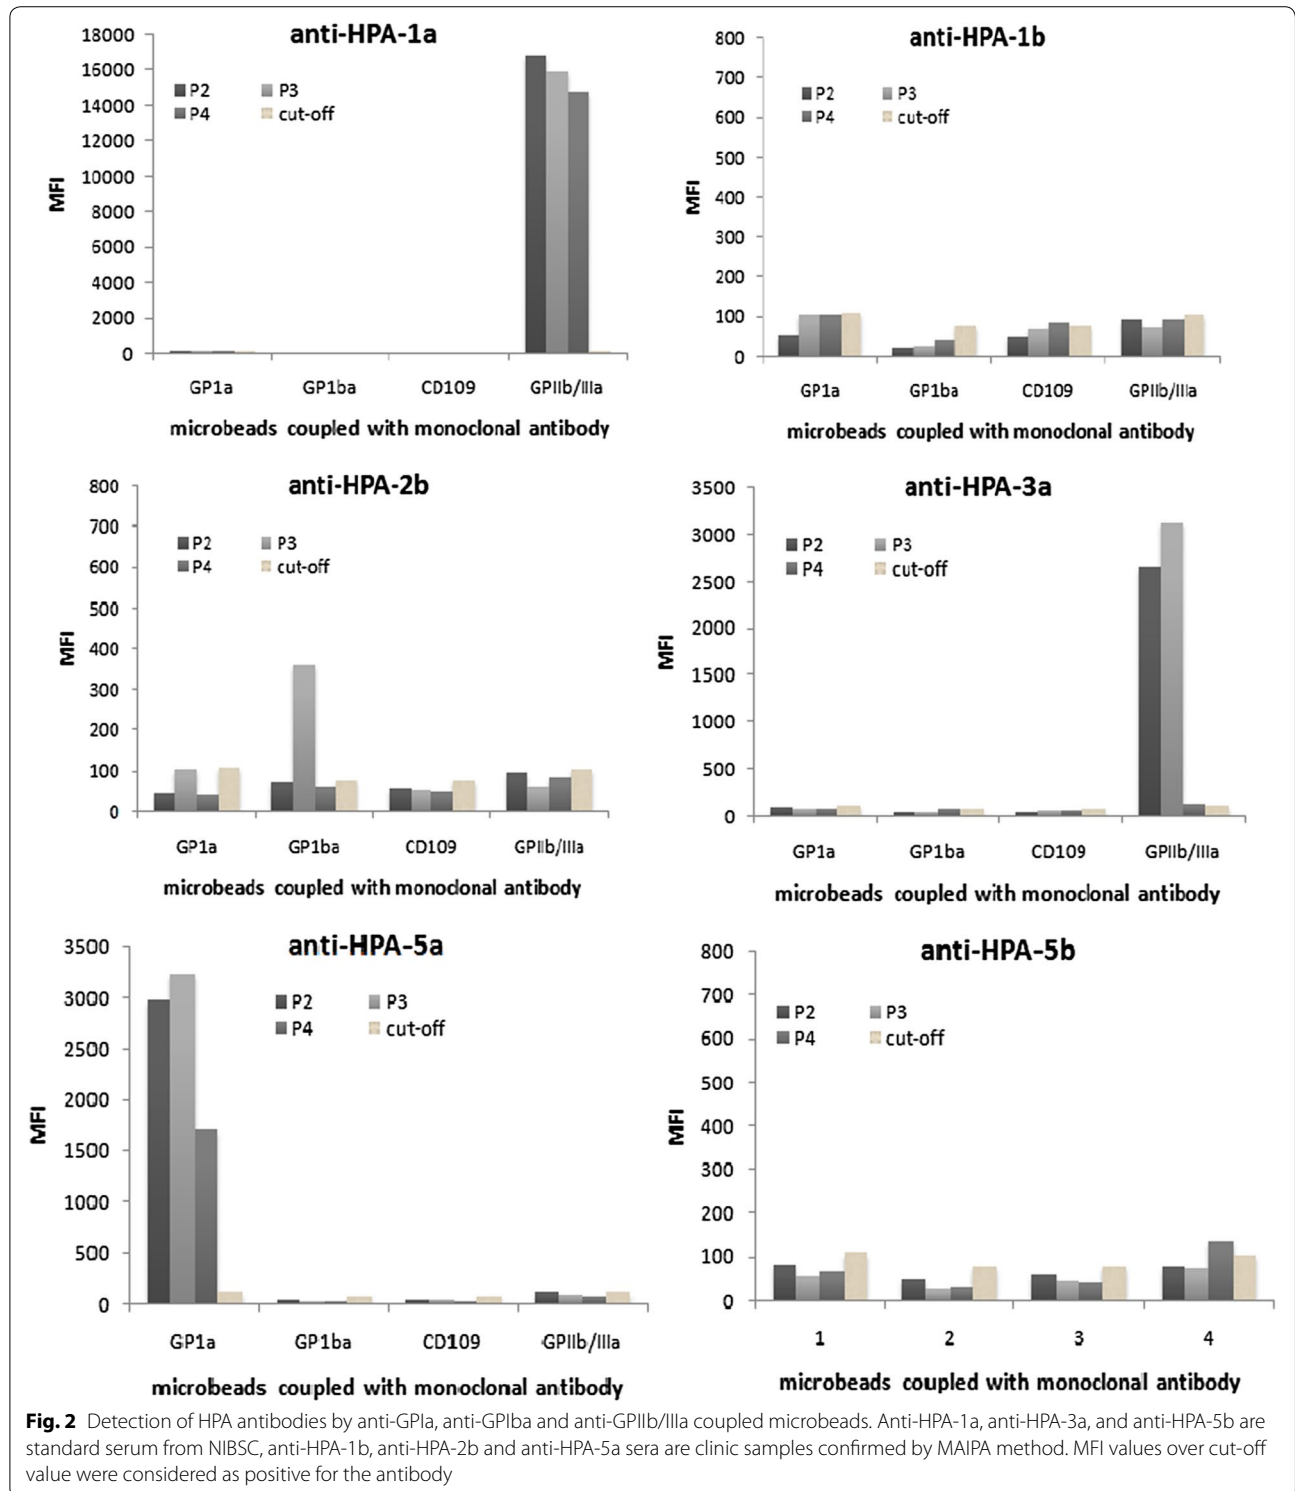 anti-HPA-1a
18000
16000
14000
12000
10000
8000
6000
4000
2000
0
MFI
P2 P3
P4 cut-off
GP1a GP1ba CD109 GPIIb/IIIa
microbeads coupled with monoclonal antibody
anti-HPA-1b
800
700
600
500
400
300
200
100
0
MFI
P2 P3
P4 cut-off
GP1a GP1ba CD109 GPIIb/IIIa
microbeads coupled with monoclonal antibody
anti-HPA-2b
800
700
600
500
400
300
200
100
0
MFI
P2 P3
P4 cut-off
GP1a GP1ba CD109 GPIIb/IIIa
microbeads coupled with monoclonal antibody
anti-HPA-3a
3500
3000
2500
2000
1500
1000
500
0
MFI
P2 P3
P4 cut-off
GP1a GP1ba CD109 GPIIb/IIIa
microbeads coupled with monoclonal antibody
anti-HPA-5a
3500
3000
2500
2000
1500
1000
500
0
MFI
P2 P3
P4 cut-off
GP1a GP1ba CD109 GPIIb/IIIa
microbeads coupled with monoclonal antibody
anti-HPA-5b
800
700
600
500
400
300
200
100
0
MFI
P2 P3
P4 cut-off
1 2 3 4
microbeads coupled with monoclonal antibody
Fig. 2 Detection of HPA antibodies by anti-GPIa, anti-GPIba and anti-GPIIb/IIIa coupled microbeads. Anti-HPA-1a, anti-HPA-3a, and anti-HPA-5b are
standard serum from NIBSC, anti-HPA-1b, anti-HPA-2b and anti-HPA-5a sera are clinic samples confirmed by MAIPA method. MFI values over cut-off
value were considered as positive for the antibody